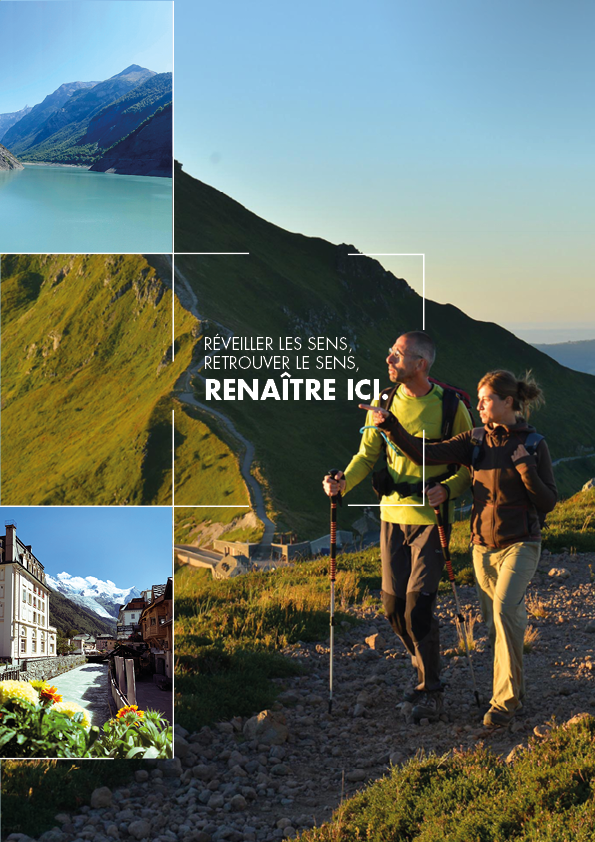 RÉVEILLER LES SENS,
RETROUVER LE SENS,
RENAÎTRE ICI.